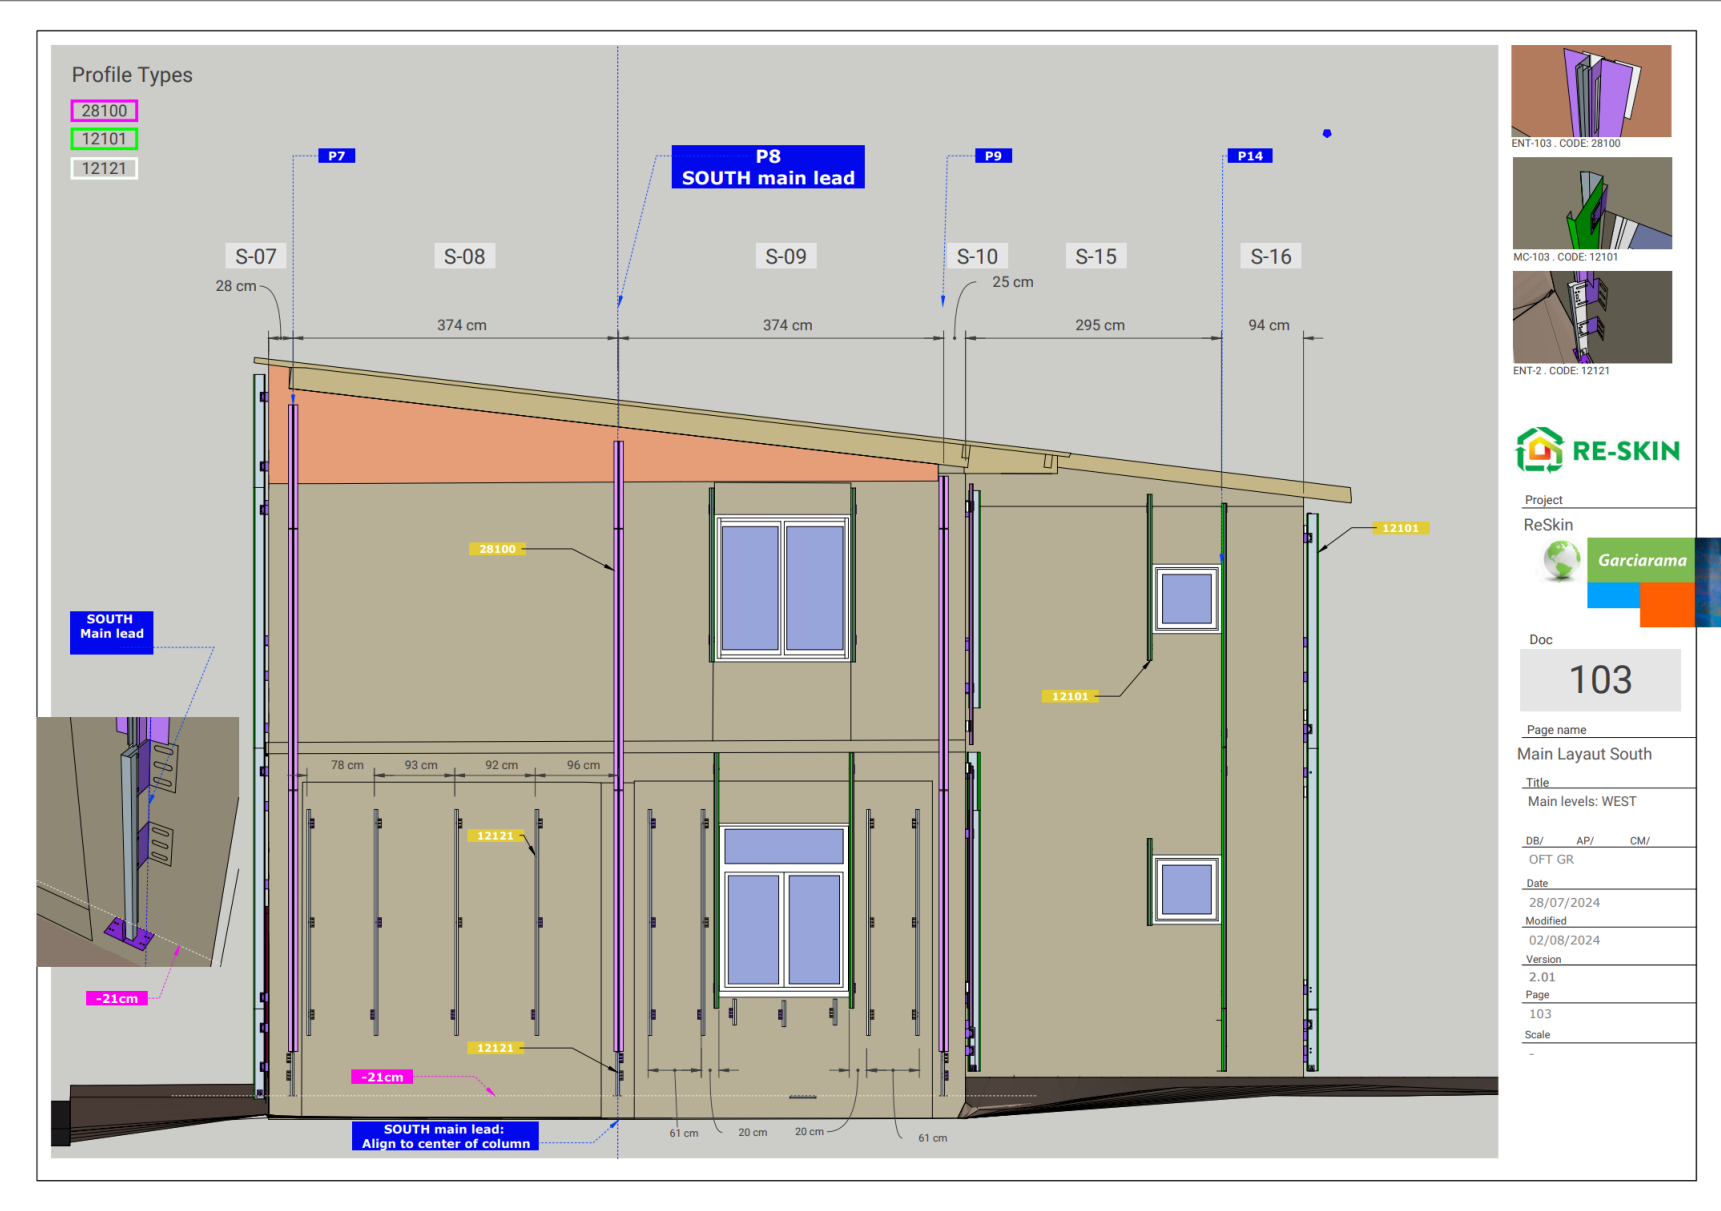 Profile Types
28100
12101
12121
P7
P8
SOUTH main lead
P9
P14
S-07
S-08
S-09
S-10
S-15
S-16
28 cm
25 cm
374 cm
374 cm
295 cm
94 cm
28100
12101
12101
SOUTH
Main lead
78 cm
93 cm
92 cm
96 cm
12121
12121
-21cm
-21cm
SOUTH main lead:
Align to center of column
61 cm
20 cm
20 cm
61 cm
ENT-103 . CODE: 28100
MC-103 . CODE: 12101
ENT-2 . CODE: 12121
RE-SKIN
Project
ReSkin
Garciarama
Doc
103
Page name
Main Layaut South
Title
Main levels: WEST
DB/ AP/ CM/
OFT GR
Date
28/07/2024
Modified
02/08/2024
Version
2.01
Page
103
Scale
-